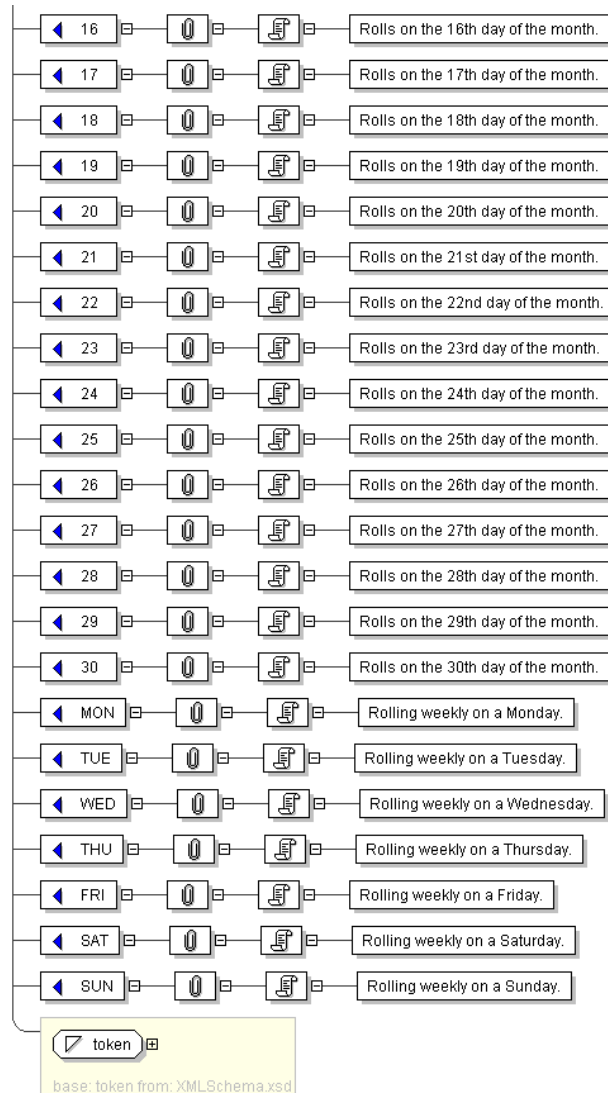 16 Rolls on the 16th day of the month.
17 Rolls on the 17th day of the month.
18 Rolls on the 18th day of the month.
19 Rolls on the 19th day of the month.
20 Rolls on the 20th day of the month.
21 Rolls on the 21st day of the month.
22 Rolls on the 22nd day of the month.
23 Rolls on the 23rd day of the month.
24 Rolls on the 24th day of the month.
25 Rolls on the 25th day of the month.
26 Rolls on the 26th day of the month.
27 Rolls on the 27th day of the month.
28 Rolls on the 28th day of the month.
29 Rolls on the 29th day of the month.
30 Rolls on the 30th day of the month.
MON Rolling weekly on a Monday.
TUE Rolling weekly on a Tuesday.
WED Rolling weekly on a Wednesday.
THU Rolling weekly on a Thursday.
FRI Rolling weekly on a Friday.
SAT Rolling weekly on a Saturday.
SUN Rolling weekly on a Sunday.
token
base: token from: XMLSchema.xsd